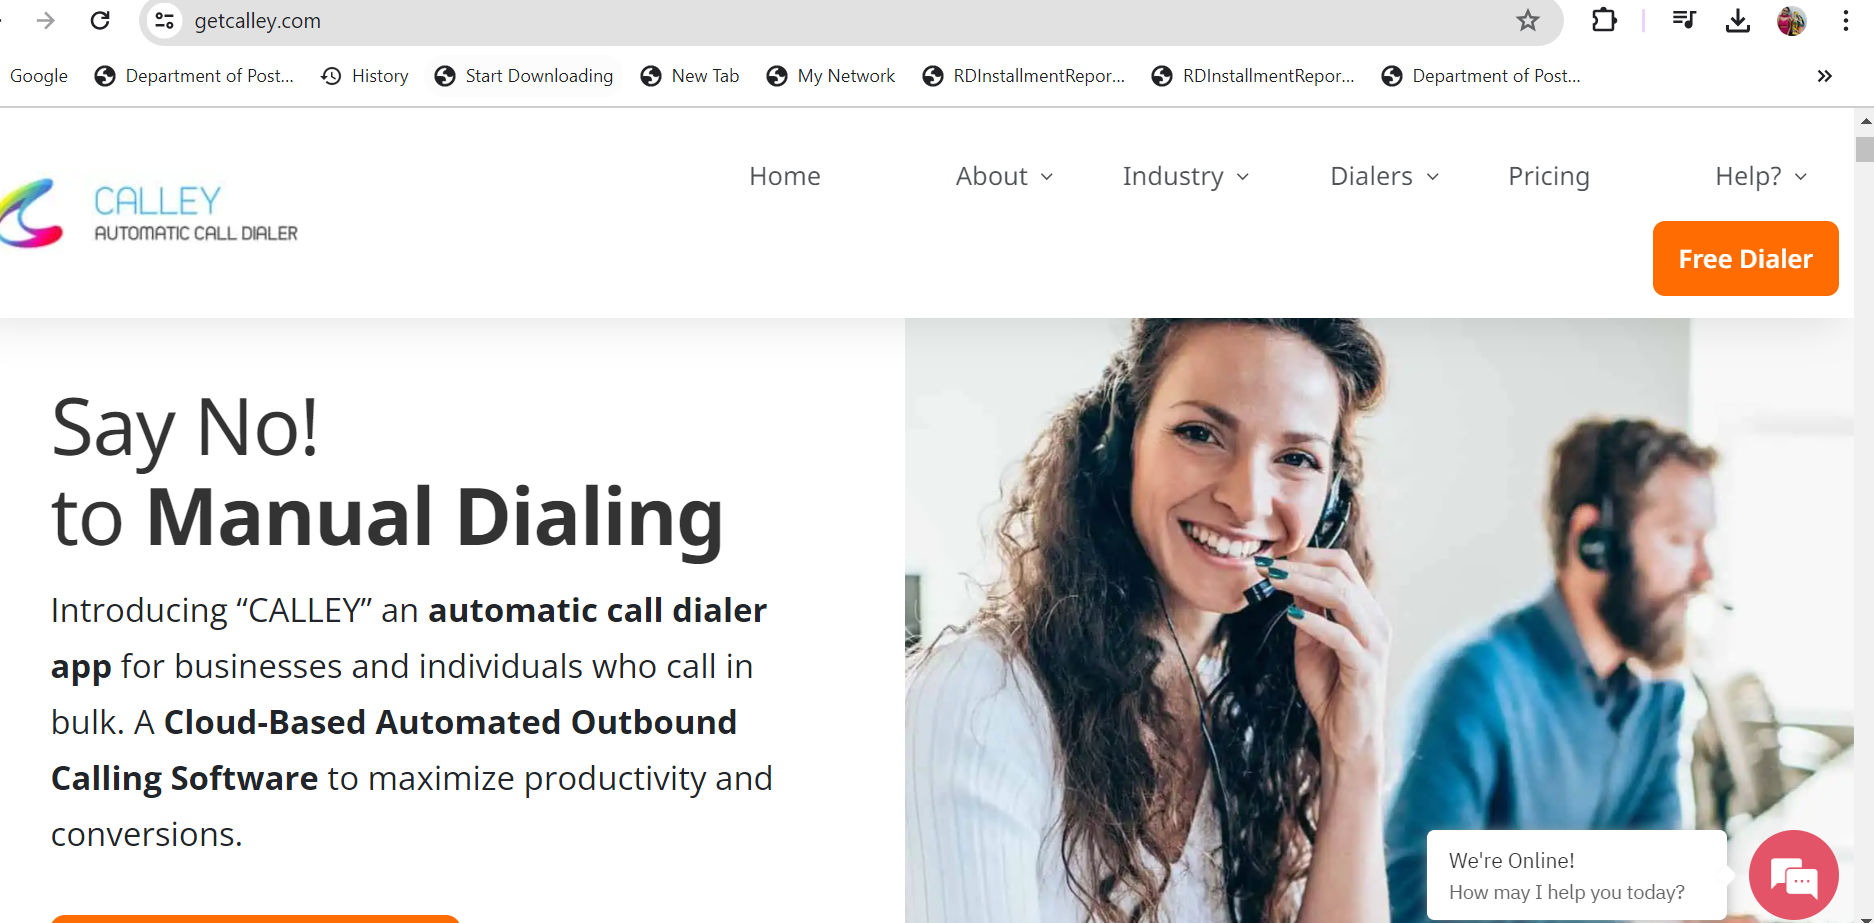 getcalley.com
Google Department of Post... History Start Downloading New Tab My Network RDInstallmentRepor... RDInstallmentRepor... Department of Post...
Home About Industry Dialers Pricing Help?
CALLEY
AUTOMATIC CALL DIALER
Free Dialer
Say No!
to Manual Dialing
Introducing “CALLEY” an automatic call dialer
app for businesses and individuals who call in
bulk. A Cloud-Based Automated Outbound
Calling Software to maximize productivity and
conversions.
We're Online!
How may I help you today?